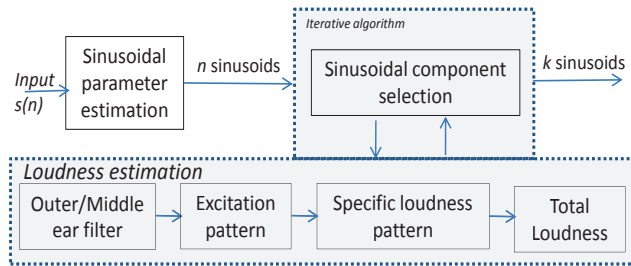 Iterative algorithm
Sinusoidal
parameter
estimation
Input
s(n)
n sinusoids
Sinusoidal component
selection
k sinusoids
Loudness estimation
Outer/Middle
ear filter
Excitation
pattern
Specific loudness
pattern
Total
Loudness